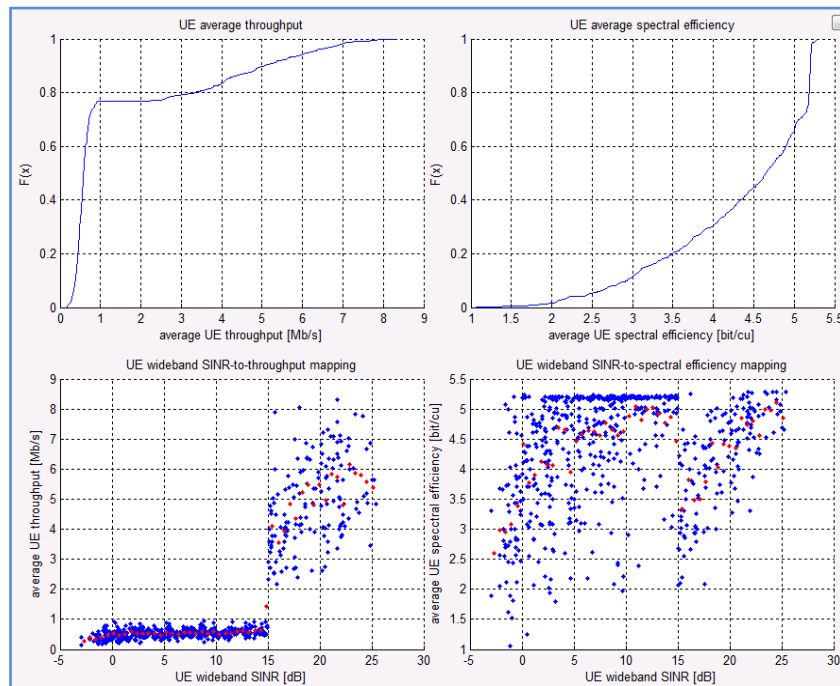 UE average throughput
1
0.8
0.6
0.4
0.2
0
F(x)
0 1 2 3 4 5 6 7 8 9
average UE throughput [Mb/s]
UE average spectral efficiency
1
0.8
0.6
0.4
0.2
0
F(x)
1 1.5 2 2.5 3 3.5 4 4.5 5 5.5
average UE spectral efficiency [bit/cu]
UE wideband SINR-to-throughput mapping
9
8
7
6
5
4
3
2
1
0
average UE throughput [Mb/s]
-5 0 5 10 15 20 25 30
UE wideband SINR [dB]
UE wideband SINR-to-spectral efficiency mapping
5.5
5
4.5
4
3.5
3
2.5
2
1.5
1
average UE specctral efficiency [bit/cu]
-5 0 5 10 15 20 25 30
UE wideband SINR [dB]